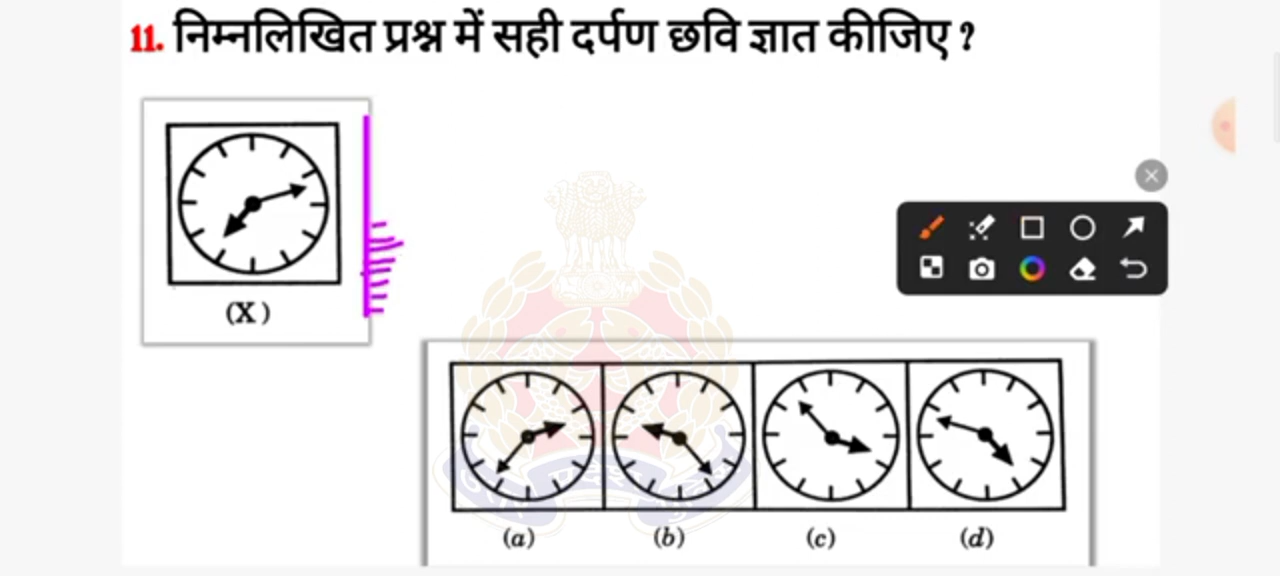 11. निम्नलिखित प्रश्न में सही दर्पण छवि ज्ञात कीजिए ?
(X)
(a) (b) (c) (d)